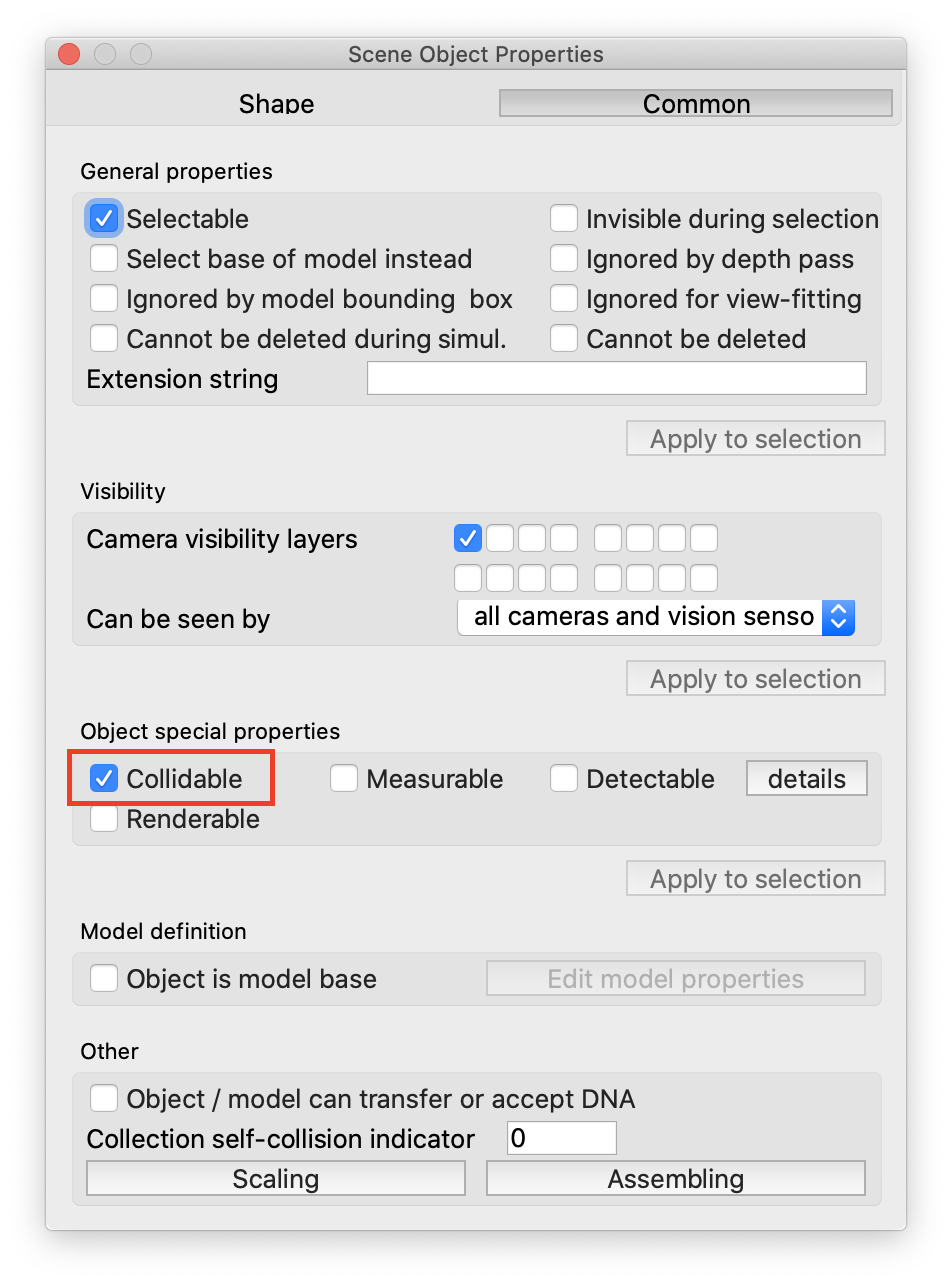 Scene Object Properties
Shape Common
General properties
Selectable Invisible during selection
Select base of model instead Ignored by depth pass
Ignored by model bounding  box Ignored for view-fitting
Cannot be deleted during simul. Cannot be deleted
Extension string
Apply to selection
Visibility
Camera visibility layers
Can be seen by all cameras and vision senso
Apply to selection
Object special properties
Collidable Measurable Detectable details
Renderable
Apply to selection
Model definition
Object is model base Edit model properties
Other
Object / model can transfer or accept DNA
Collection self-collision indicator 0
Scaling Assembling